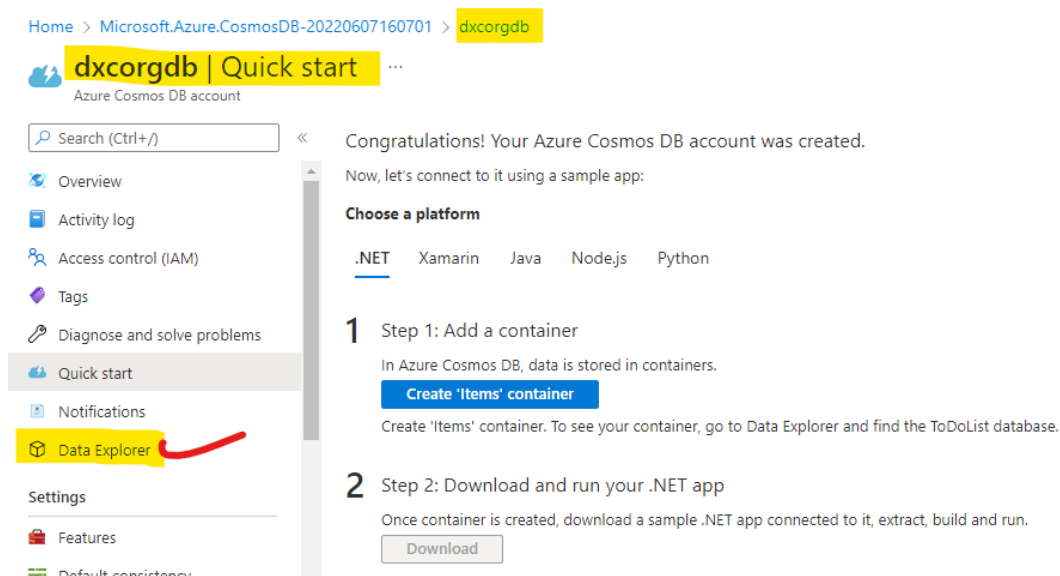 Home > Microsoft.Azure.CosmosDB-20220607160701 > dxcorgdb
dxcorgdb | Quick start ...
Azure Cosmos DB account
Search (Ctrl+/)
«
Overview
Activity log
Access control (IAM)
Tags
Diagnose and solve problems
Quick start
Notifications
Data Explorer
Settings
Features
Default consistency
Congratulations! Your Azure Cosmos DB account was created.
Now, let's connect to it using a sample app:
Choose a platform
.NET Xamarin Java Node.js Python
1 Step 1: Add a container
In Azure Cosmos DB, data is stored in containers.
Create 'Items' container
Create 'Items' container. To see your container, go to Data Explorer and find the ToDoList database.
2 Step 2: Download and run your .NET app
Once container is created, download a sample .NET app connected to it, extract, build and run.
Download